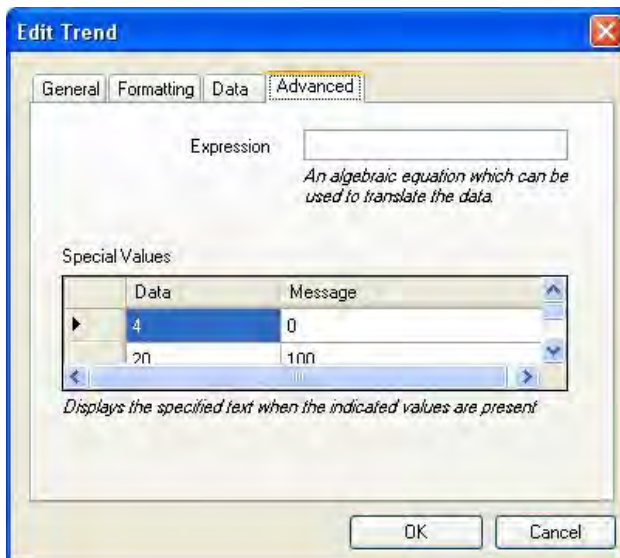 Edit Trend
General Formatting Data Advanced
Expression
An algebraic equation which can be
used to translate the data.
Special Values
Data Message
4 0
20 100
Displays the specified text when the indicated values are present
OK Cancel